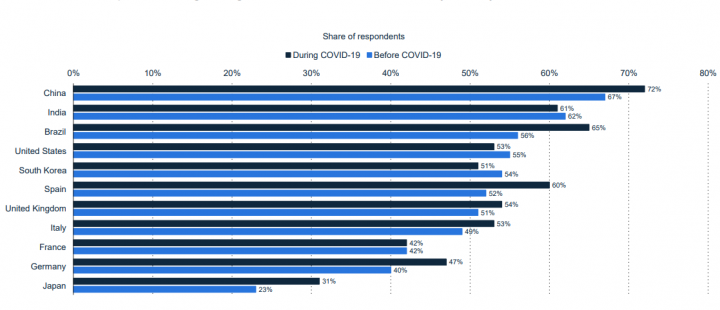 Share of respondents
During COVID-19 Before COVID-19
0% 10% 20% 30% 40% 50% 60% 70% 80%
China 72%
67%
India 61%
62%
Brazil 65%
56%
United States 53%
55%
South Korea 51%
54%
Spain 60%
52%
United Kingdom 54%
51%
Italy 53%
49%
France 42%
42%
Germany 47%
40%
Japan 31%
23%